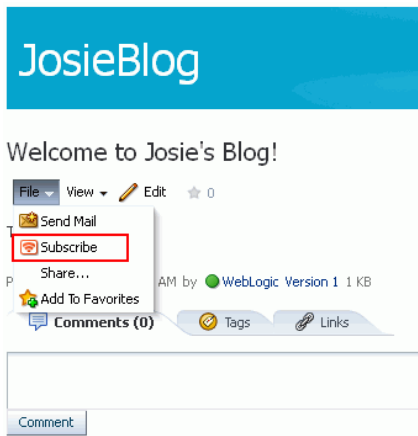 JosieBlog
Welcome to Josie's Blog!
File View Edit 0
Send Mail
Subscribe
Share...
AM by WebLogic Version 1 1 KB
Add To Favorites
Comments (0) Tags Links
Comment